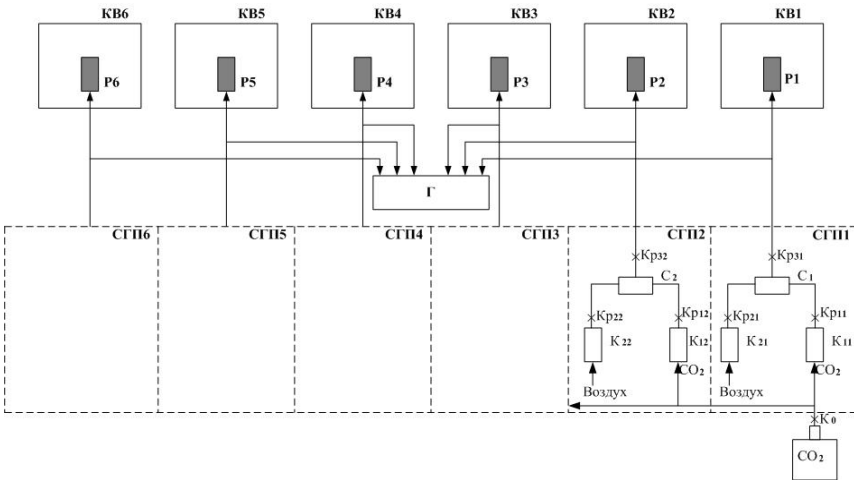 КВ6 КВ5 КВ4 КВ3 КВ2 КВ1
Р6 Р5 Р4 Р3 Р2 Р1
Г
СГП6 СГП5 СГП4 СГП3 СГП2 СГП1
Кр32 Кр31
С2 С1
Кр22 Кр12 Кр21 Кр11
К22 К12 К21 К11
СО2 СО2
Воздух Воздух
К0
СО2